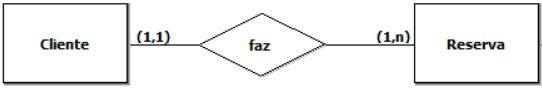 Cliente (1,1) faz (1,n) Reserva